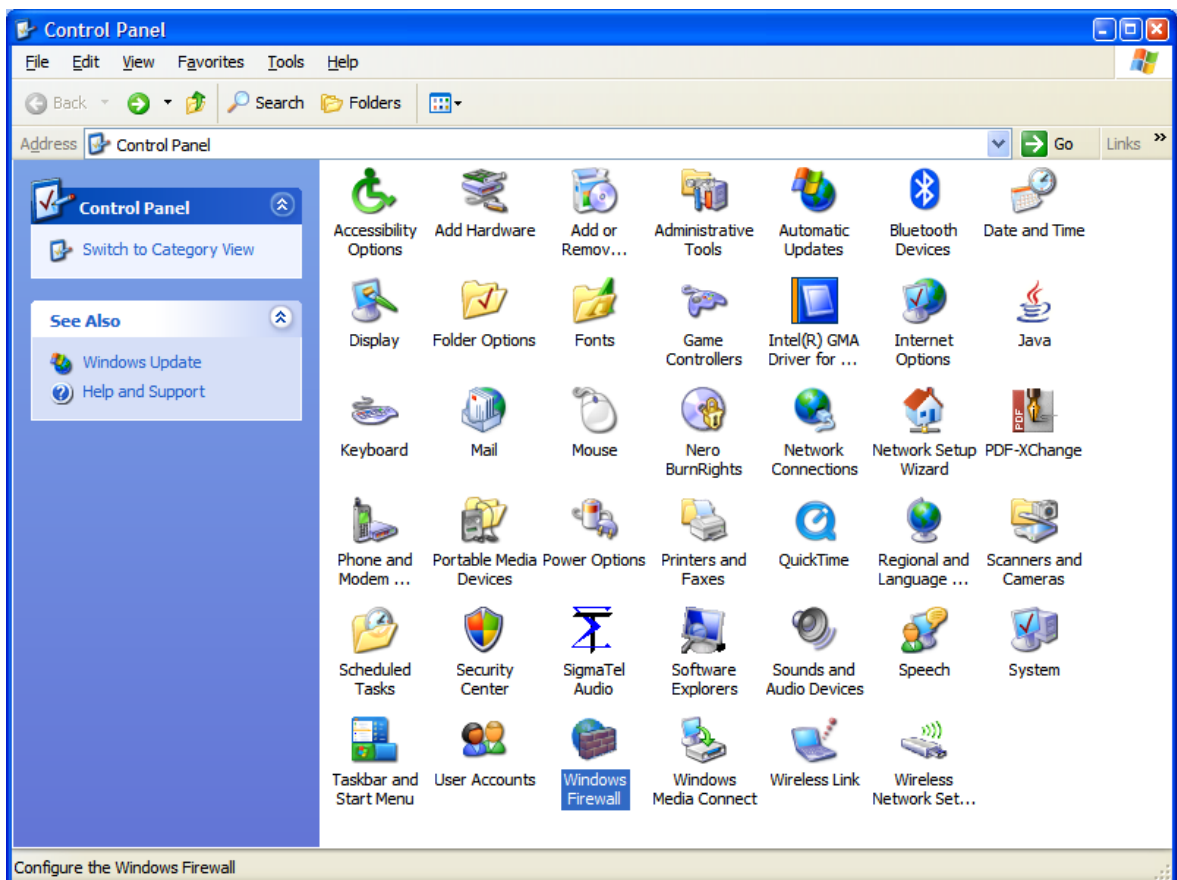 Control Panel
File Edit View Favorites Tools Help
Back Search Folders
Address Control Panel Go Links »
Control Panel
Switch to Category View
See Also
Windows Update
Help and Support
Accessibility Options
Add Hardware
Add or Remov...
Administrative Tools
Automatic Updates
Bluetooth Devices
Date and Time
Display
Folder Options
Fonts
Game Controllers
Intel(R) GMA Driver for ...
Internet Options
Java
Keyboard
Mail
Mouse
Nero BurnRights
Network Connections
Network Setup Wizard
PDF
PDF-XChange
Phone and Modem ...
Portable Media Devices
Power Options
Printers and Faxes
QuickTime
Regional and Language ...
Scanners and Cameras
Scheduled Tasks
Security Center
SigmaTel Audio
Software Explorers
Sounds and Audio Devices
Speech
System
Taskbar and Start Menu
User Accounts
Windows Firewall
Windows Media Connect
Wireless Link
Wireless Network Set...
Configure the Windows Firewall